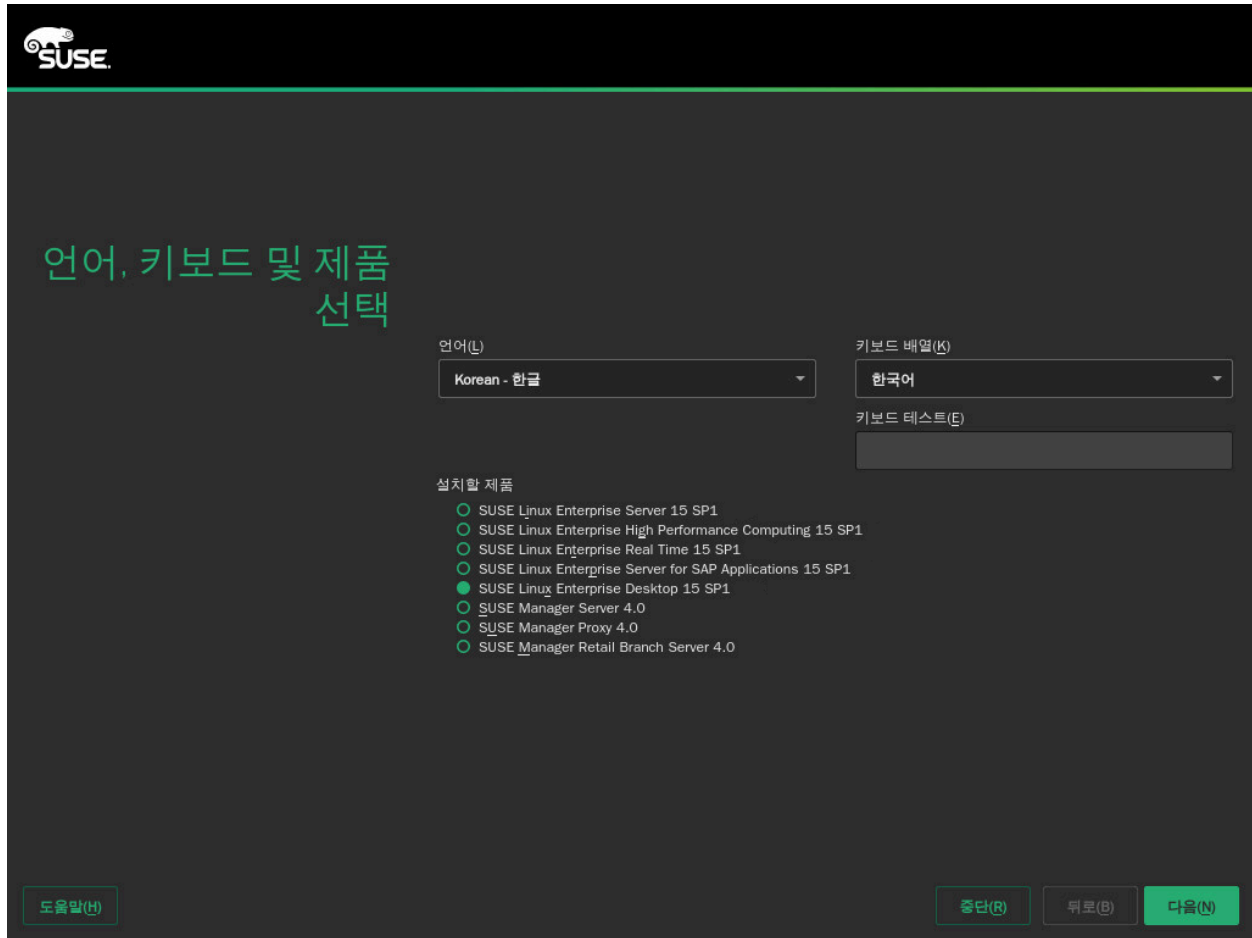 SUSE.
언어, 키보드 및 제품
선택
언어(L)
키보드 배열(K)
Korean - 한글
한국어
키보드 테스트(E)
설치할 제품
SUSE Linux Enterprise Server 15 SP1
SUSE Linux Enterprise High Performance Computing 15 SP1
SUSE Linux Enterprise Real Time 15 SP1
SUSE Linux Enterprise Server for SAP Applications 15 SP1
SUSE Linux Enterprise Desktop 15 SP1
SUSE Manager Server 4.0
SUSE Manager Proxy 4.0
SUSE Manager Retail Branch Server 4.0
도움말(H)
중단(R)
뒤로(B)
다음(N)